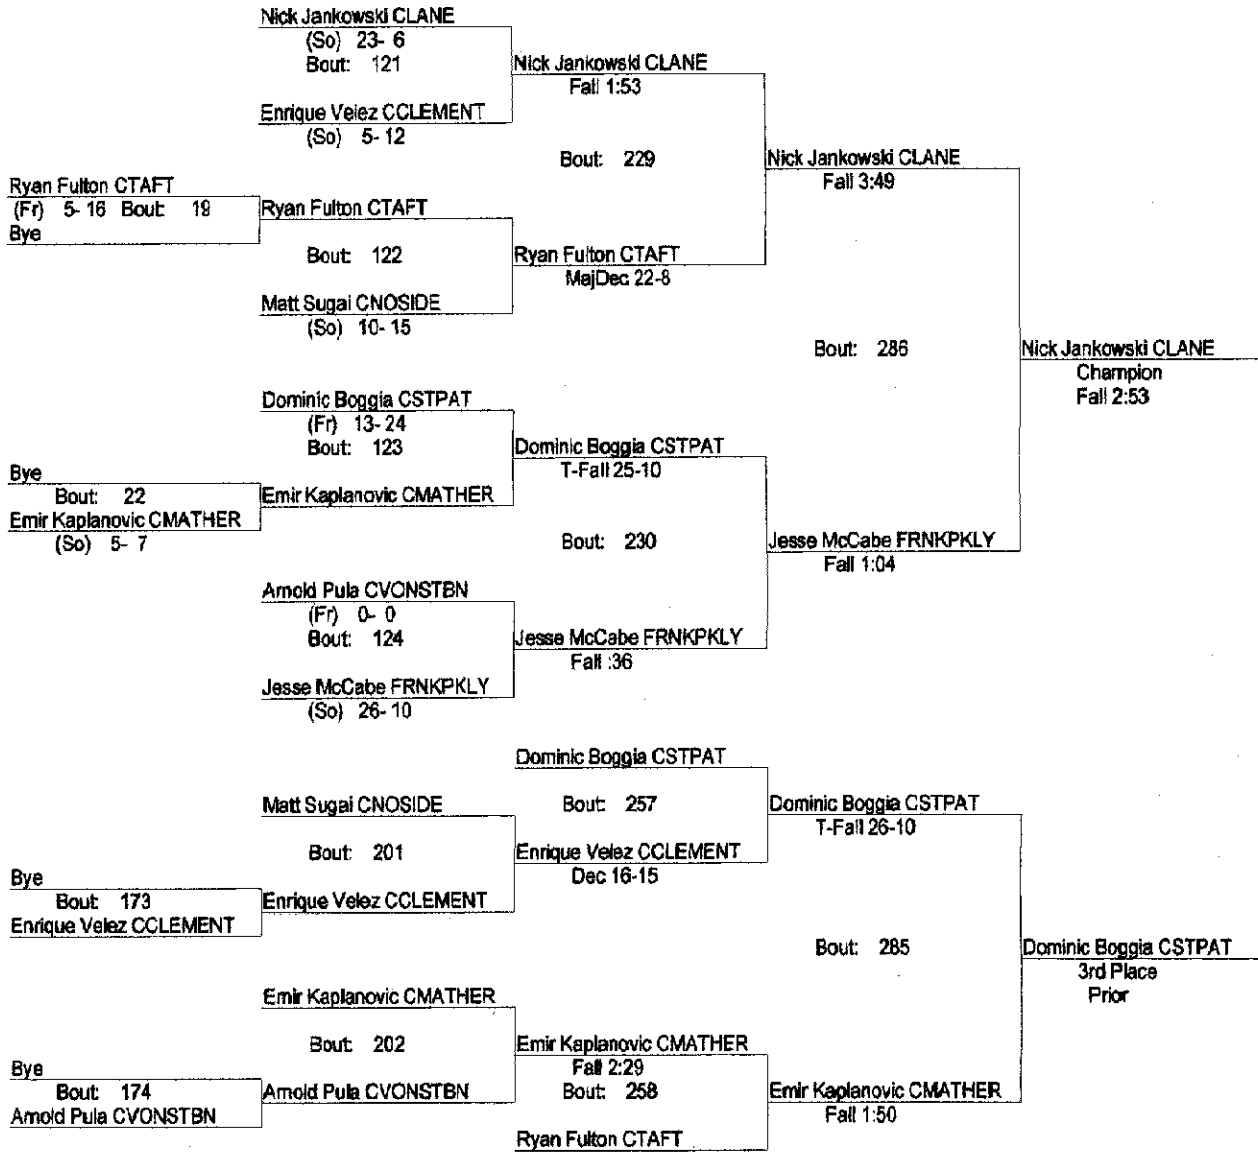 Nick Jankowski CLANE
(So) 23- 6
Bout: 121
Nick Jankowski CLANE
Fall 1:53
Enrique Velez CCLEMENT
(So) 5- 12
Bout: 229
Nick Jankowski CLANE
Fall 3:49
Ryan Fulton CTAFT
(Fr) 5- 16 Bout: 19
Bye
Ryan Fulton CTAFT
Bout: 122
Ryan Fulton CTAFT
MajDec 22-8
Matt Sugai CNOSIDE
(So) 10- 15
Bout: 286
Nick Jankowski CLANE
Champion
Fall 2:53
Dominic Boggia CSTPAT
(Fr) 13- 24
Bout: 123
Dominic Boggia CSTPAT
T-Fall 25-10
Bye
Bout: 22
Emir Kaplanovic CMATHER
(So) 5- 7
Emir Kaplanovic CMATHER
Bout: 230
Jesse McCabe FRNKPKLY
Fall 1:04
Arnold Pula CVONSTBN
(Fr) 0- 0
Bout: 124
Jesse McCabe FRNKPKLY
Fall :36
Jesse McCabe FRNKPKLY
(So) 26- 10
Dominic Boggia CSTPAT
Bout: 257
Dominic Boggia CSTPAT
T-Fall 26-10
Matt Sugai CNOSIDE
Bout: 201
Enrique Velez CCLEMENT
Dec 16-15
Bye
Bout: 173
Enrique Velez CCLEMENT
Enrique Velez CCLEMENT
Bout: 285
Dominic Boggia CSTPAT
3rd Place
Prior
Emir Kaplanovic CMATHER
Bout: 202
Emir Kaplanovic CMATHER
Fall 2:29
Bout: 258
Emir Kaplanovic CMATHER
Fall 1:50
Bye
Bout: 174
Arnold Pula CVONSTBN
Arnold Pula CVONSTBN
Ryan Fulton CTAFT